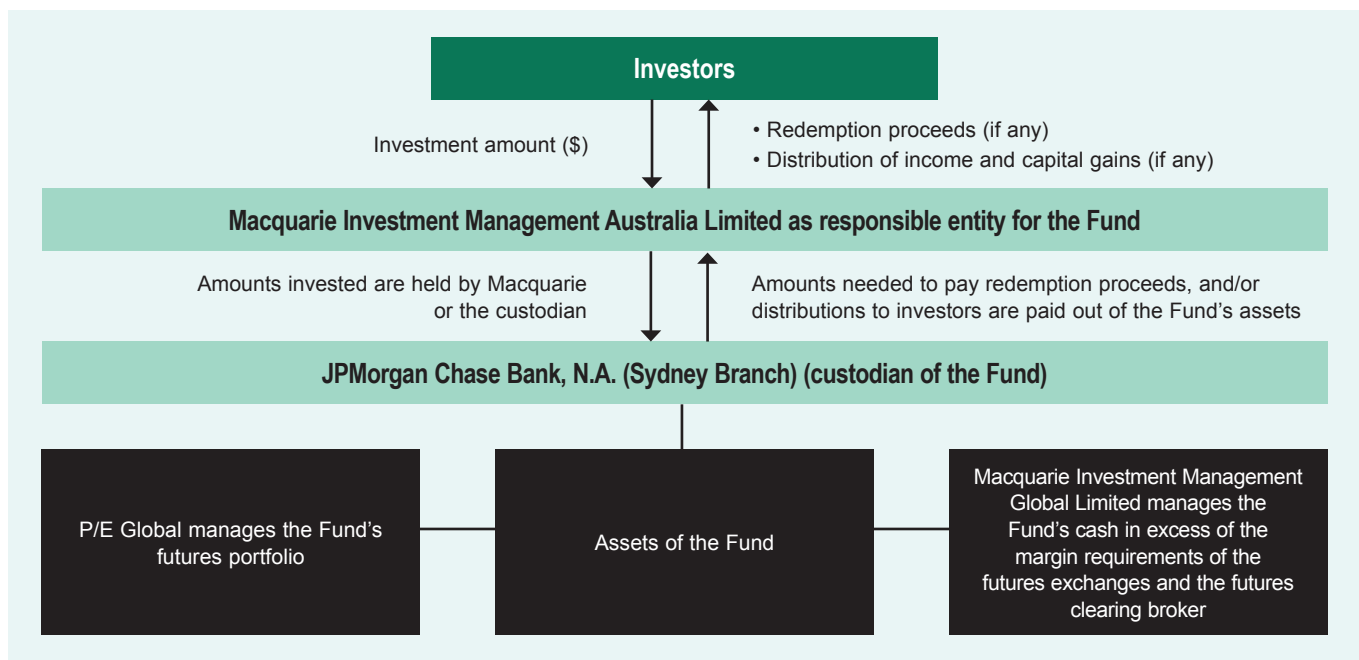 Investors
Investment amount ($)
• Redemption proceeds (if any)
• Distribution of income and capital gains (if any)
Macquarie Investment Management Australia Limited as responsible entity for the Fund
Amounts invested are held by Macquarie
or the custodian
Amounts needed to pay redemption proceeds, and/or
distributions to investors are paid out of the Fund’s assets
JPMorgan Chase Bank, N.A. (Sydney Branch) (custodian of the Fund)
P/E Global manages the Fund’s
futures portfolio
Assets of the Fund
Macquarie Investment Management
Global Limited manages the
Fund’s cash in excess of the
margin requirements of the
futures exchanges and the futures
clearing broker